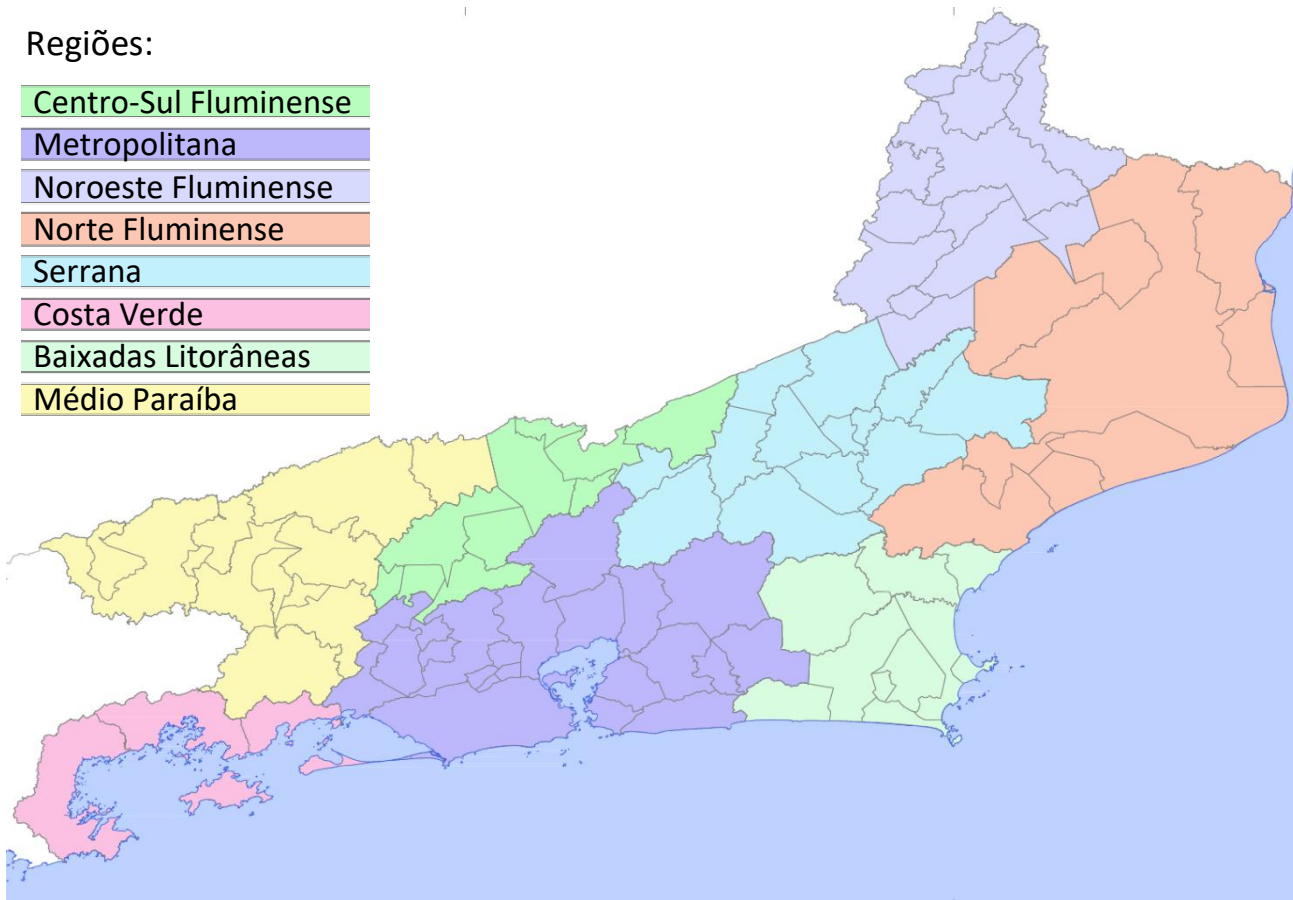 Regiões:
Centro-Sul Fluminense
Metropolitana
Noroeste Fluminense
Norte Fluminense
Serrana
Costa Verde
Baixadas Litorâneas
Médio Paraíba